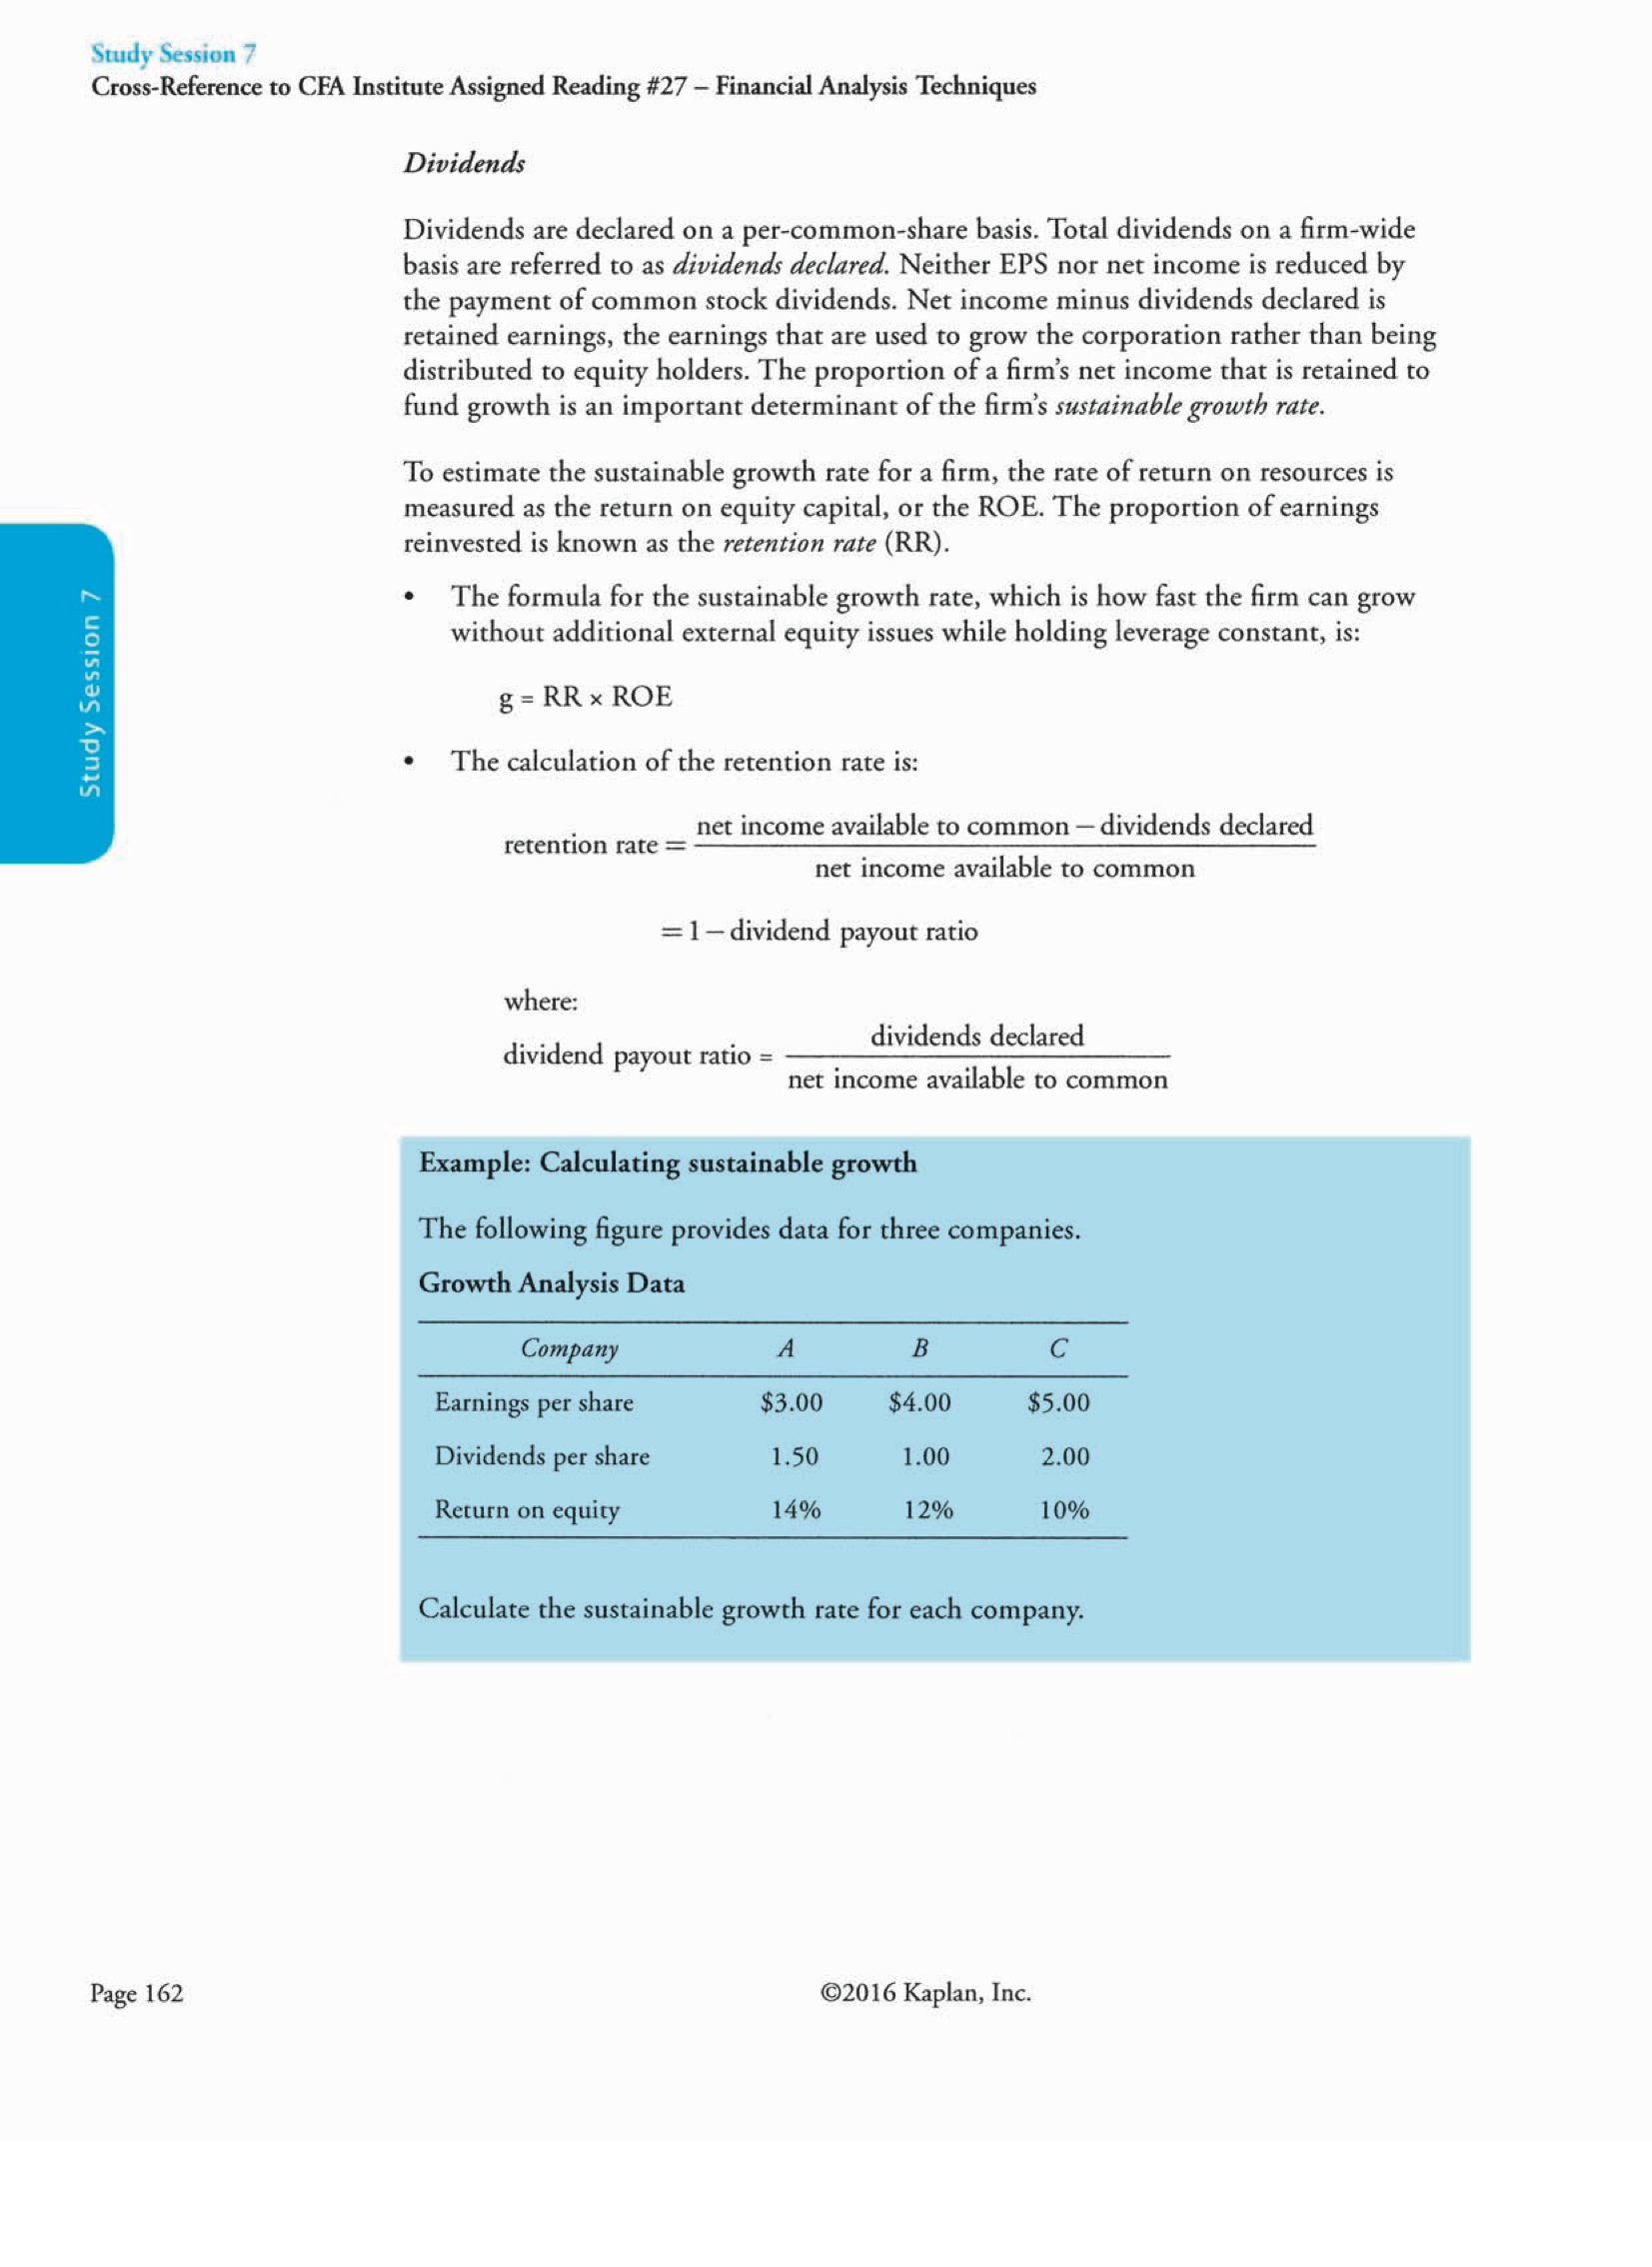 Study Session 7
Cross-Reference to CFA Institute Assigned Reading #27 – Financial Analysis Techniques
Dividends
Dividends are declared on a per-common-share basis. Total dividends on a firm-wide
basis are referred to as dividends declared. Neither EPS nor net income is reduced by
the payment of common stock dividends. Net income minus dividends declared is
retained earnings, the earnings that are used to grow the corporation rather than being
distributed to equity holders. The proportion of a firm's net income that is retained to
fund growth is an important determinant of the firm's sustainable growth rate.
To estimate the sustainable growth rate for a firm, the rate of return on resources is
measured as the return on equity capital, or the ROE. The proportion of earnings
reinvested is known as the retention rate (RR).
• The formula for the sustainable growth rate, which is how fast the firm can grow
without additional external equity issues while holding leverage constant, is:
g = RR × ROE
• The calculation of the retention rate is:
retention rate = net income available to common – dividends declared
net income available to common
= 1 – dividend payout ratio
where:
dividend payout ratio = dividends declared
net income available to common
Study Session 7
Example: Calculating sustainable growth
The following figure provides data for three companies.
Growth Analysis Data
Company A B C
Earnings per share $3.00 $4.00 $5.00
Dividends per share 1.50 1.00 2.00
Return on equity 14% 12% 10%
Calculate the sustainable growth rate for each company.
Page 162 ©2016 Kaplan, Inc.